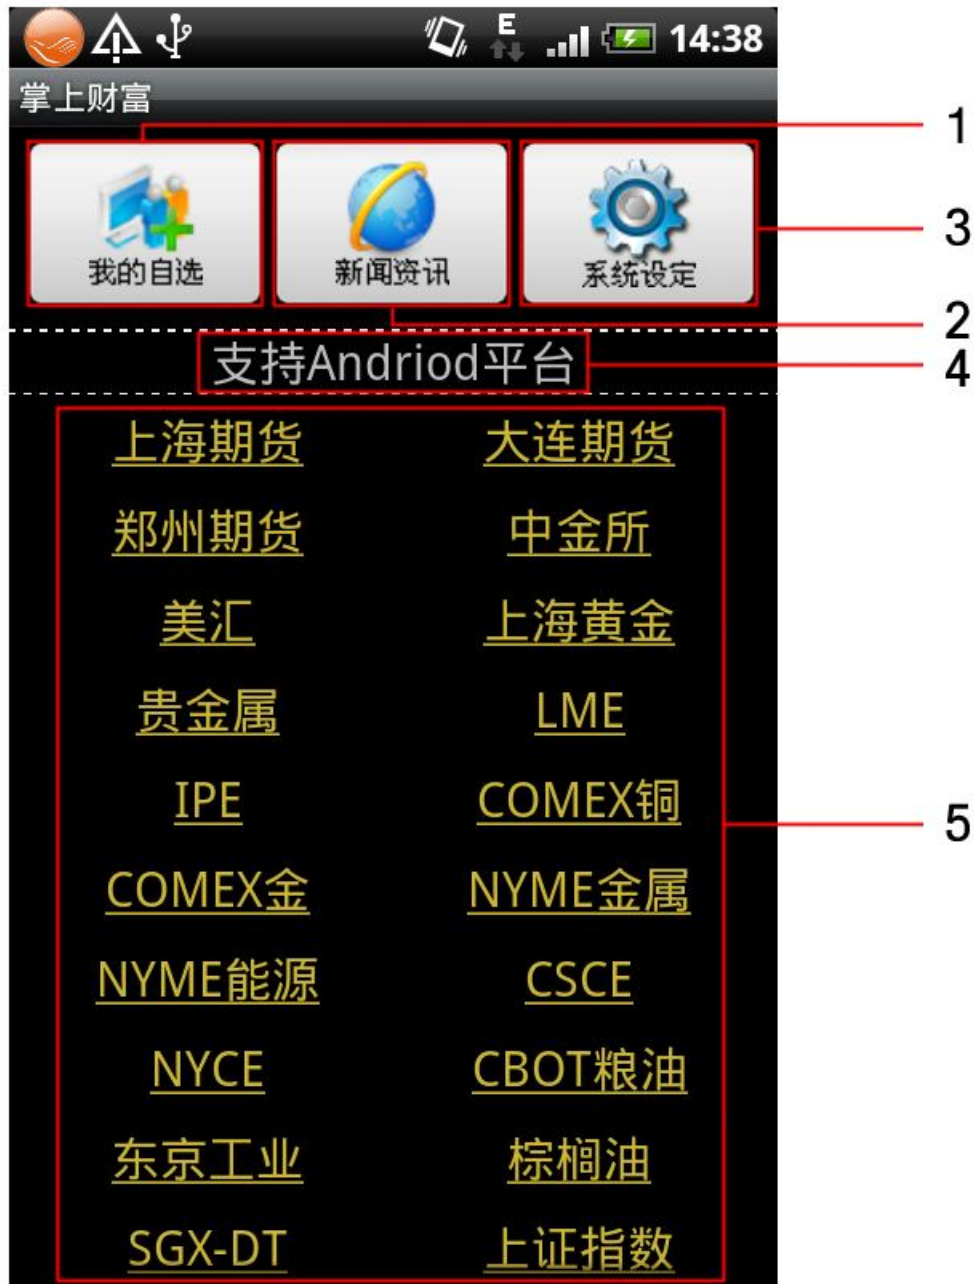 E 14:38
掌上财富
1
我的自选 新闻资讯 系统设定
3
2
支持Andriod平台
4
上海期货 大连期货
郑州期货 中金所
美汇 上海黄金
贵金属 LME
IPE COMEX铜
5
COMEX金 NYME金属
NYME能源 CSCE
NYCE CBOT粮油
东京工业 棕榈油
SGX-DT 上证指数